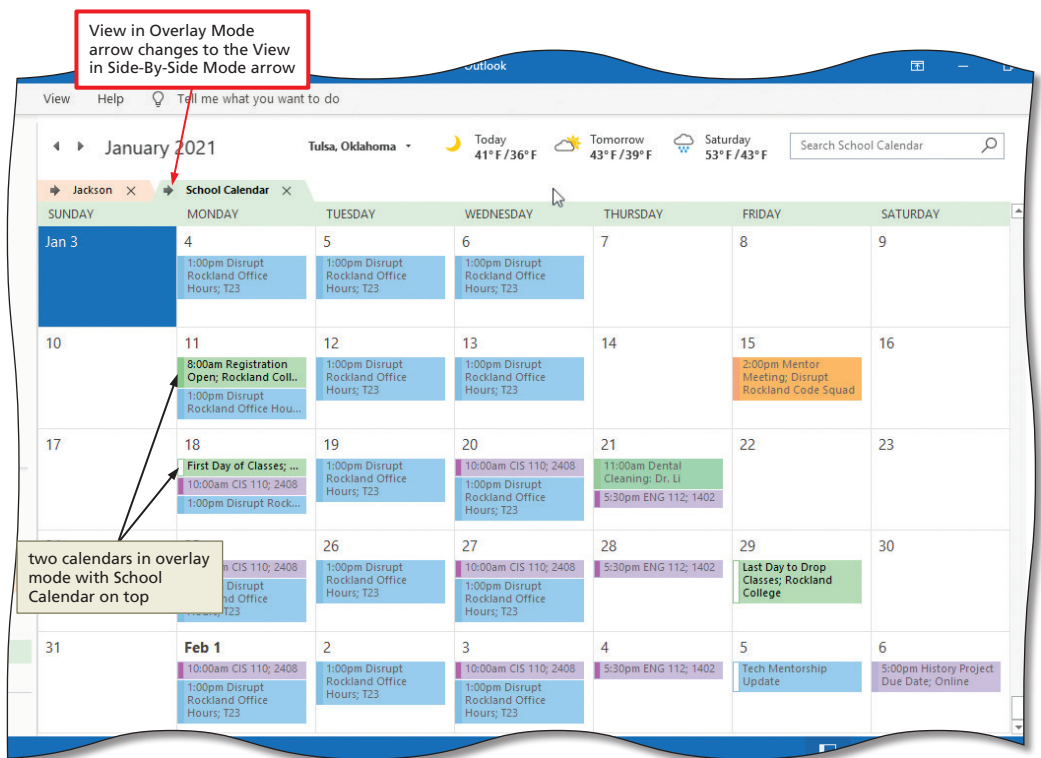 View in Overlay Mode
arrow changes to the View
in Side-By-Side Mode arrow
Outlook
View Help Tell me what you want to do
January 2021
Tulsa, Oklahoma
Today
41°F/36°F
Tomorrow
43°F/39°F
Saturday
53°F/43°F
Search School Calendar
Jackson
School Calendar
SUNDAY MONDAY TUESDAY WEDNESDAY THURSDAY FRIDAY SATURDAY
Jan 3
4
1:00pm Disrupt
Rockland Office
Hours; T23
5
1:00pm Disrupt
Rockland Office
Hours; T23
6
1:00pm Disrupt
Rockland Office
Hours; T23
7
8
9
10
11
8:00am Registration
Open; Rockland Coll..
1:00pm Disrupt
Rockland Office Hou...
12
1:00pm Disrupt
Rockland Office
Hours; T23
13
1:00pm Disrupt
Rockland Office
Hours; T23
14
15
2:00pm Mentor
Meeting; Disrupt
Rockland Code Squad
16
17
18
First Day of Classes; ...
10:00am CIS 110; 2408
1:00pm Disrupt Rock...
19
1:00pm Disrupt
Rockland Office
Hours; T23
20
10:00am CIS 110; 2408
1:00pm Disrupt
Rockland Office
Hours; T23
21
11:00am Dental
Cleaning: Dr. Li
5:30pm ENG 112; 1402
22
23
two calendars in overlay
mode with School
Calendar on top
CIS 110; 2408
Disrupt
Office
T23
26
1:00pm Disrupt
Rockland Office
Hours; T23
27
10:00am CIS 110; 2408
1:00pm Disrupt
Rockland Office
Hours; T23
28
5:30pm ENG 112; 1402
29
Last Day to Drop
Classes; Rockland
College
30
31
Feb 1
10:00am CIS 110; 2408
1:00pm Disrupt
Rockland Office
Hours; T23
2
1:00pm Disrupt
Rockland Office
Hours; T23
3
10:00am CIS 110; 2408
1:00pm Disrupt
Rockland Office
Hours; T23
4
5:30pm ENG 112; 1402
5
Tech Mentorship
Update
6
5:00pm History Project
Due Date; Online